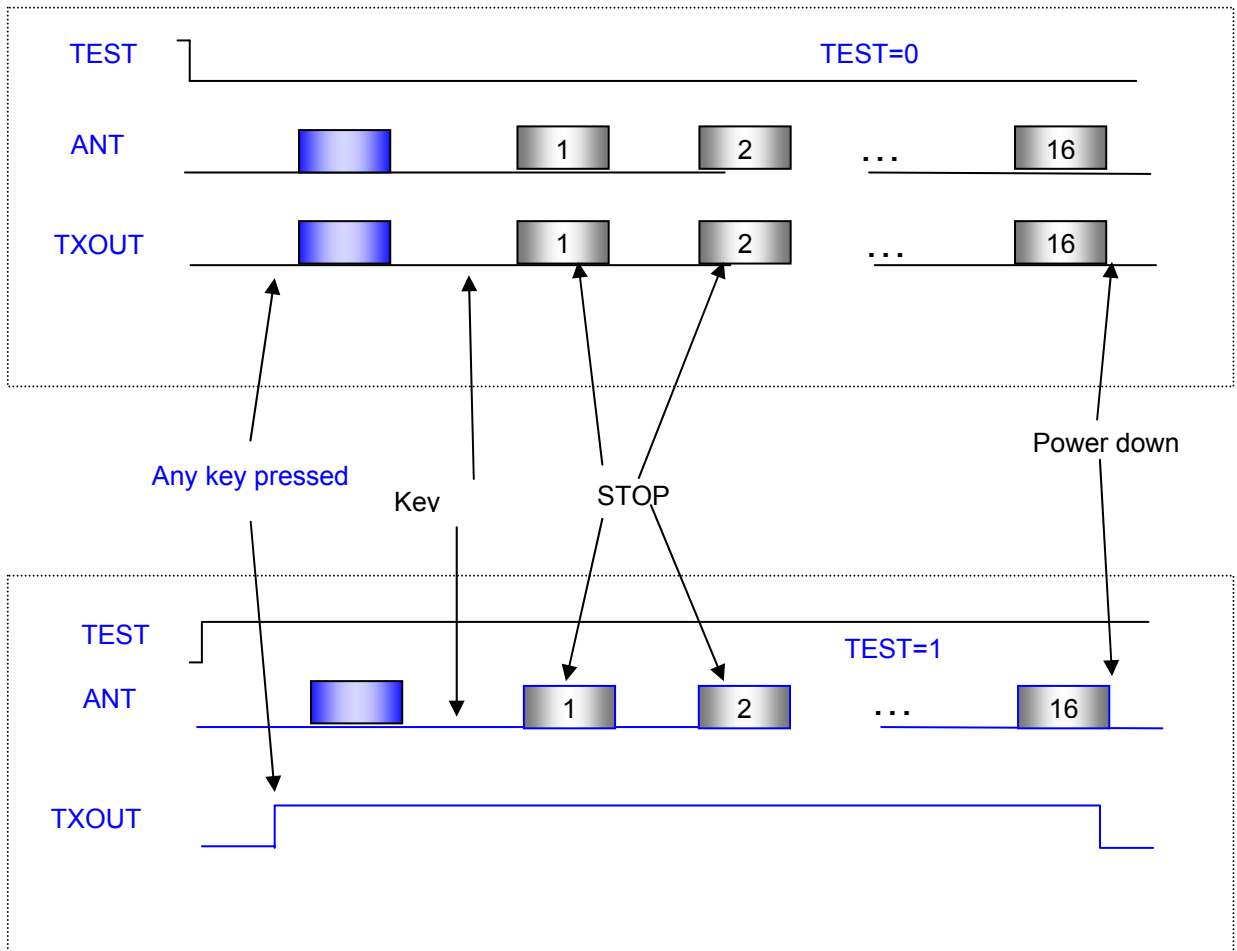 TEST
TEST=0
ANT
1
2
...
16
TXOUT
1
2
...
16
Any key pressed
Kev
STOP
Power down
TEST
TEST=1
ANT
1
2
...
16
TXOUT